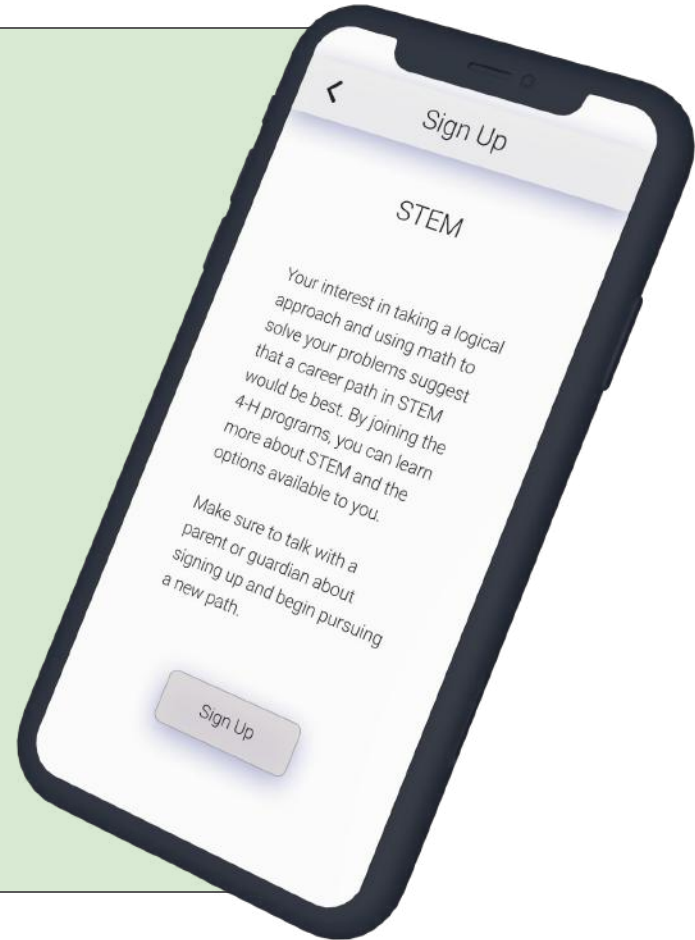 Sign Up
STEM
Your interest in taking a logical
approach and using math to
solve your problems suggest
that a career path in STEM
would be best. By joining the
4-H programs, you can learn
more about STEM and the
options available to you.
Make sure to talk with a
parent or guardian about
signing up and begin pursuing
a new path.
Sign Up